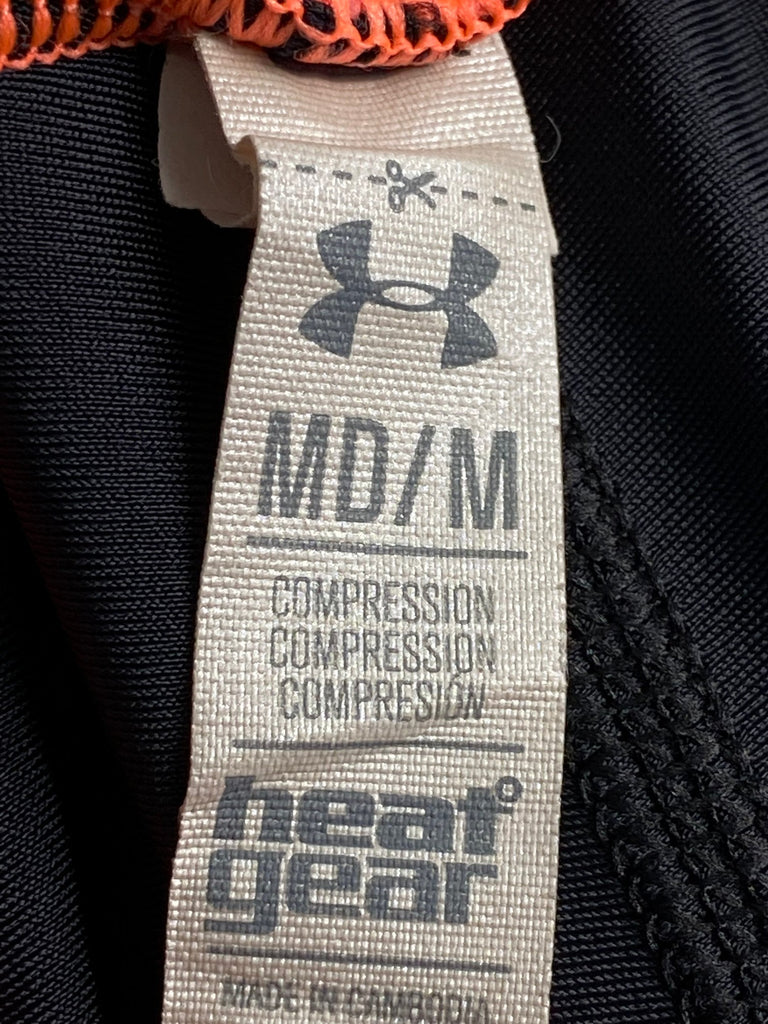 MD/M
COMPRESSION
COMPRESSION
COMPRESIÓN
heat°
gear
MADE IN CAMBODIA